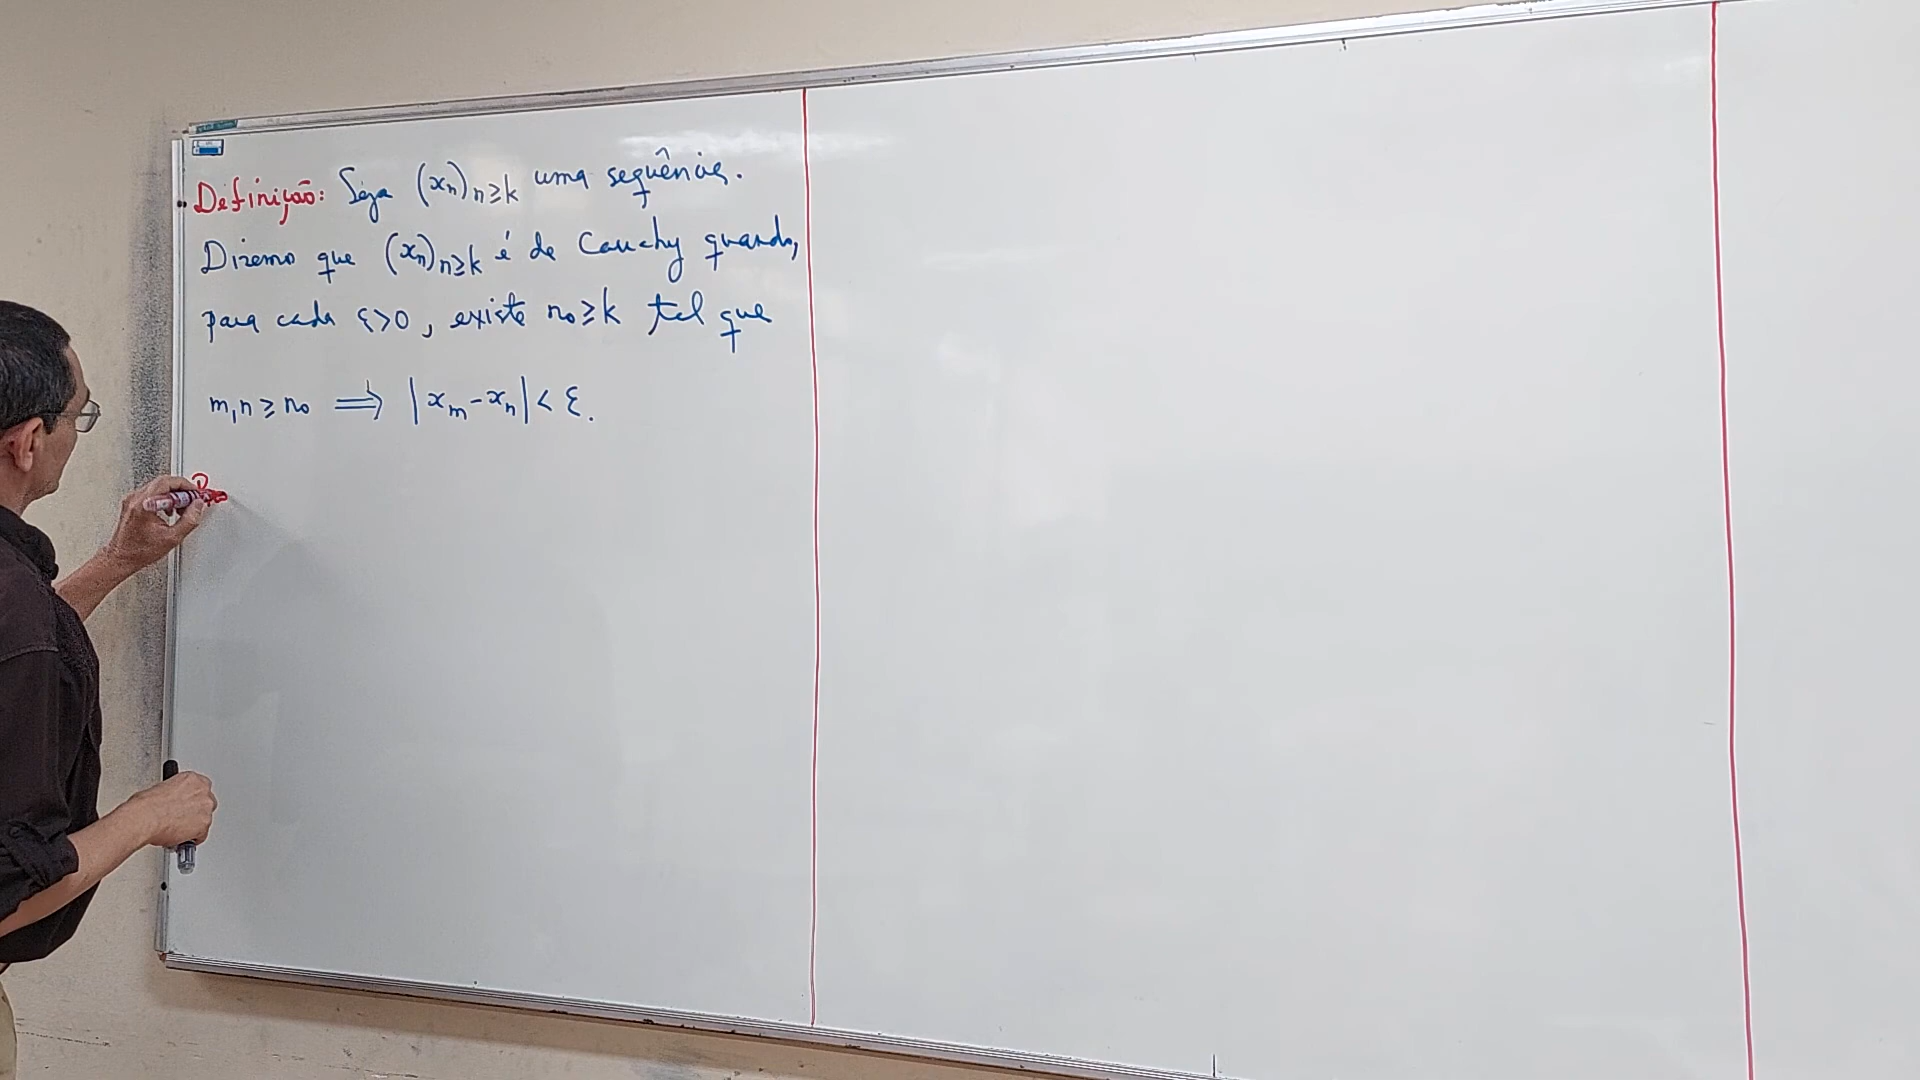 Definição: Seja (xₙ)ₙ≥k uma sequência.
Dizemo que (xₙ)ₙ≥k é de Cauchy quando,
para cada ε>0, existe n₀≥k tal que
m,n ≥ n₀ ⟹ |xₘ-xₙ| < ε.